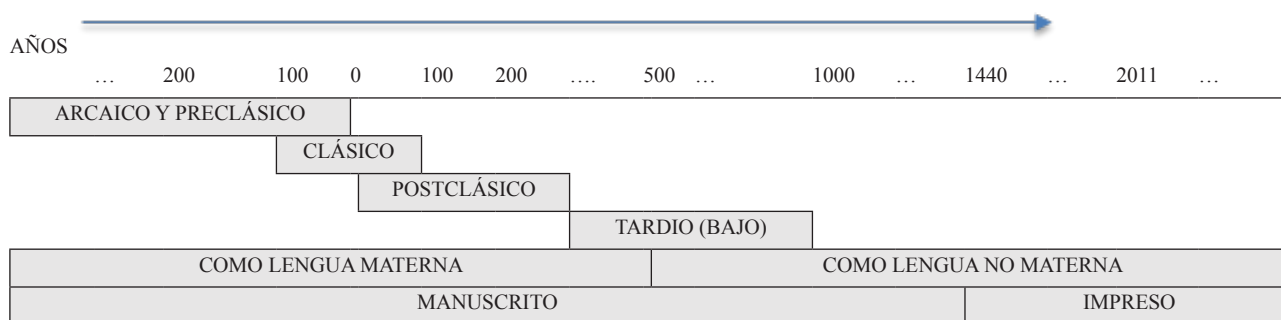 AÑOS
… 200 100 0 100 200 …. 500 … 1000 … 1440 … 2011 …
ARCAICO Y PRECLÁSICO
CLÁSICO
POSTCLÁSICO
TARDIO (BAJO)
COMO LENGUA MATERNA COMO LENGUA NO MATERNA
MANUSCRITO IMPRESO